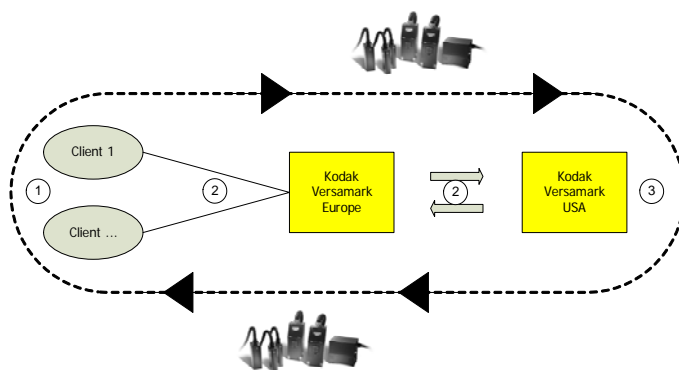 Client 1
1
2
Kodak
Versamark
Europe
2
Kodak
Versamark
USA
3
Client ...